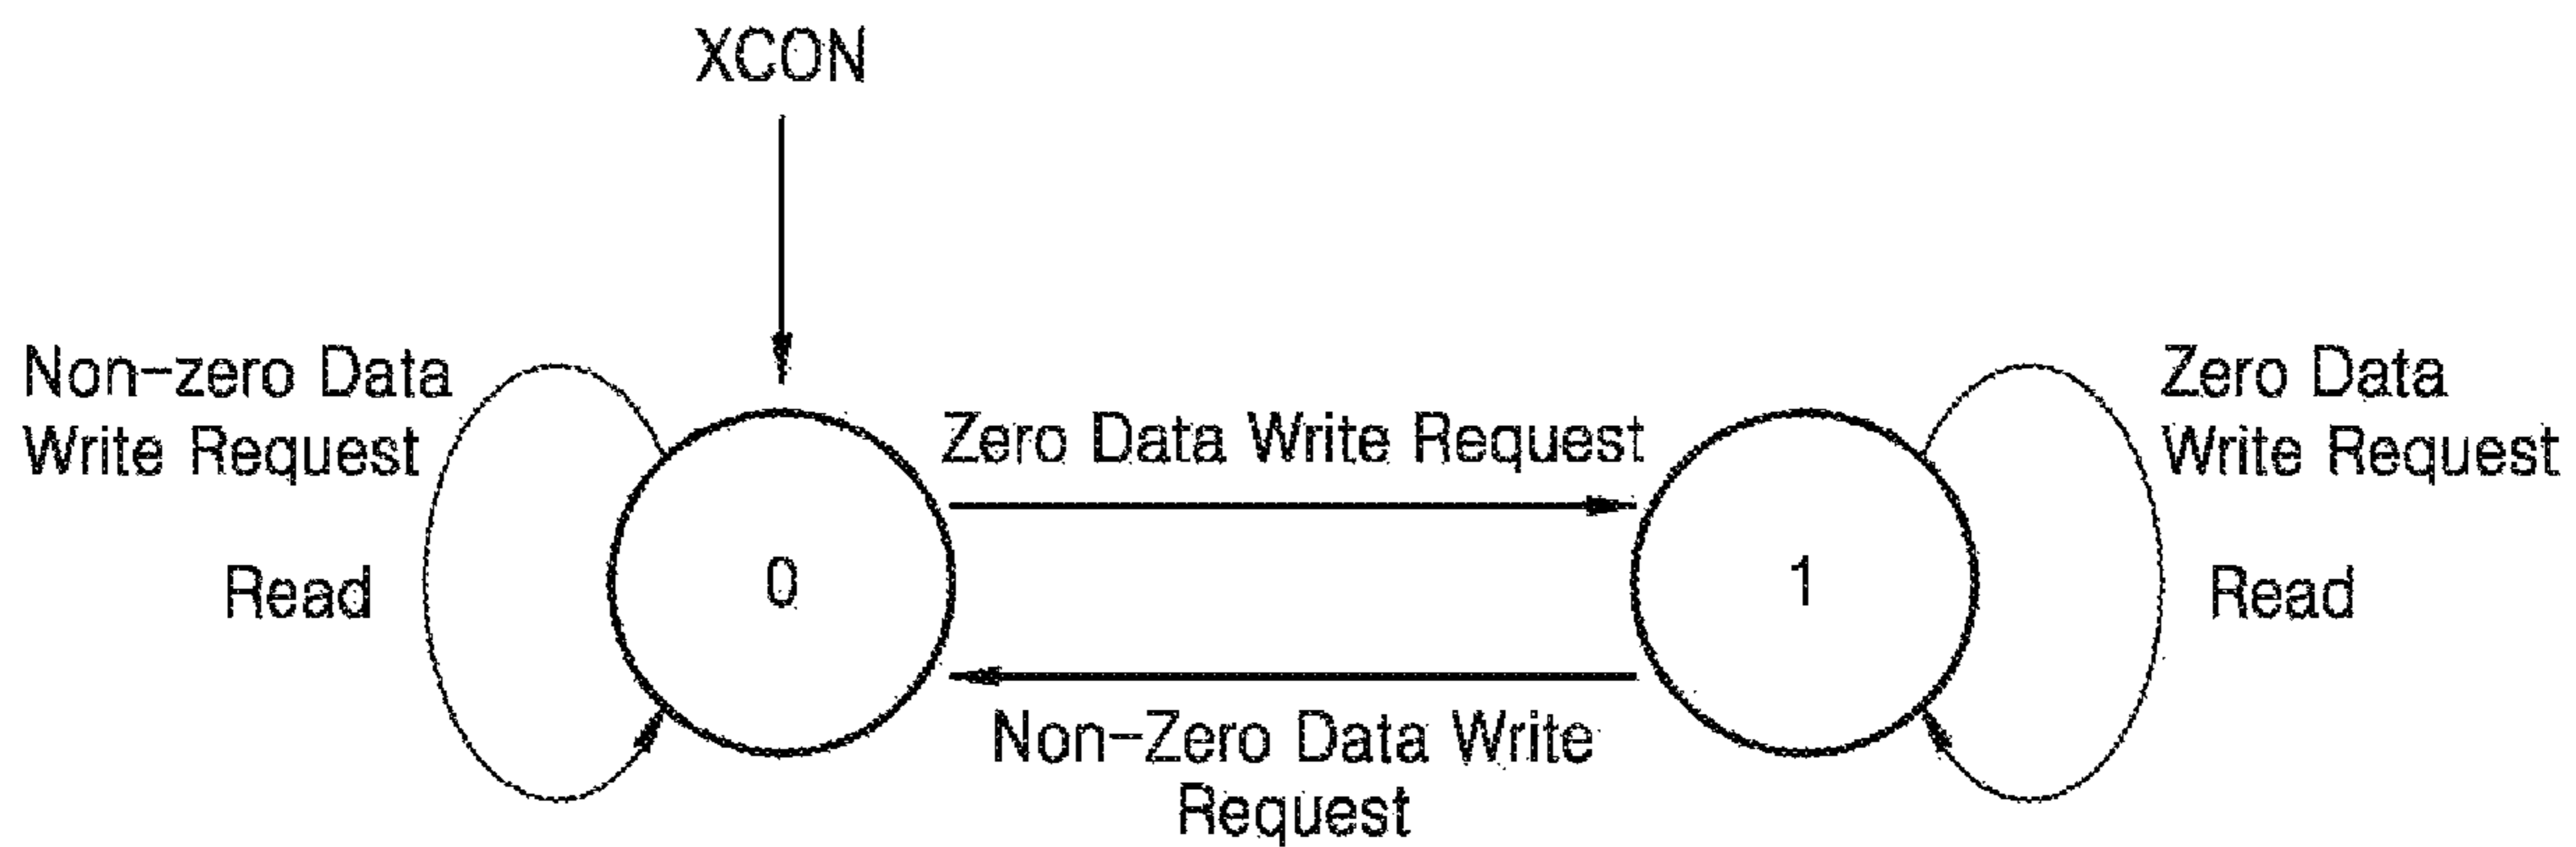 XCON
Non-zero Data
Write Request
Read
0
Zero Data Write Request
Non-Zero Data Write
Request
1
Zero Data
Write Request
Read